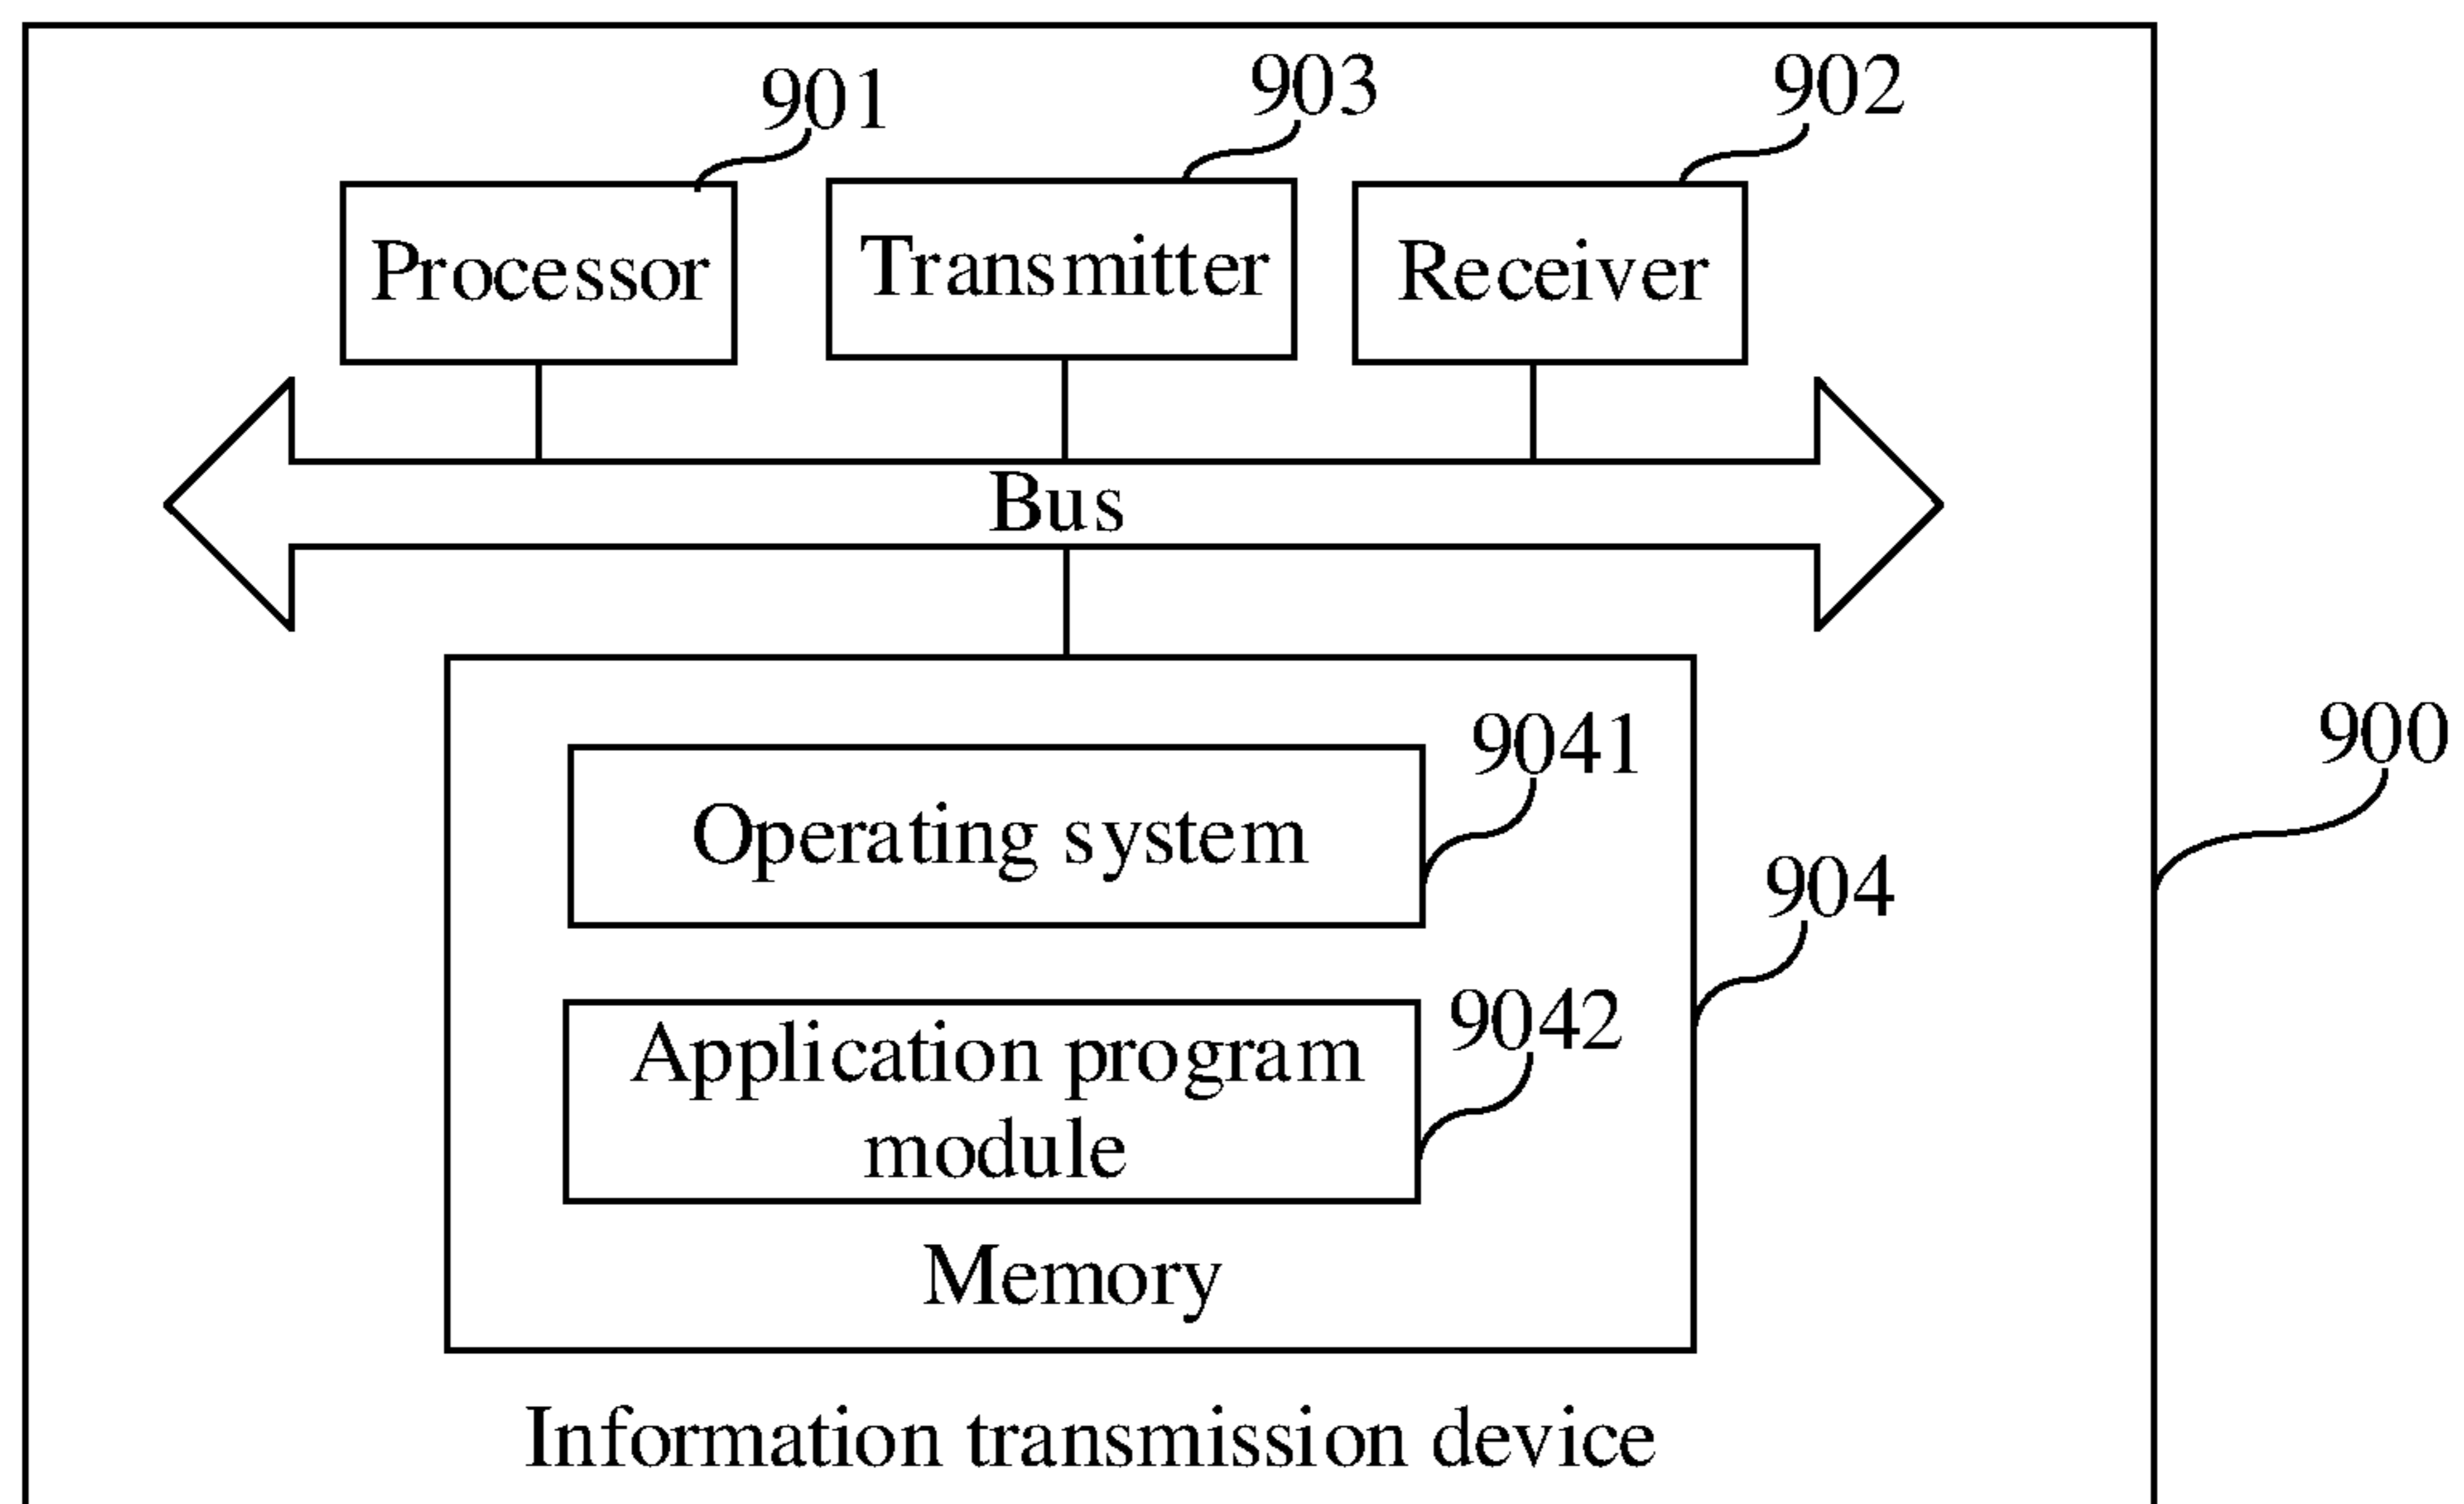 901
903
902
Processor
Transmitter
Receiver
Bus
9041
900
Operating system
904
9042
Application program
module
Memory
Information transmission device